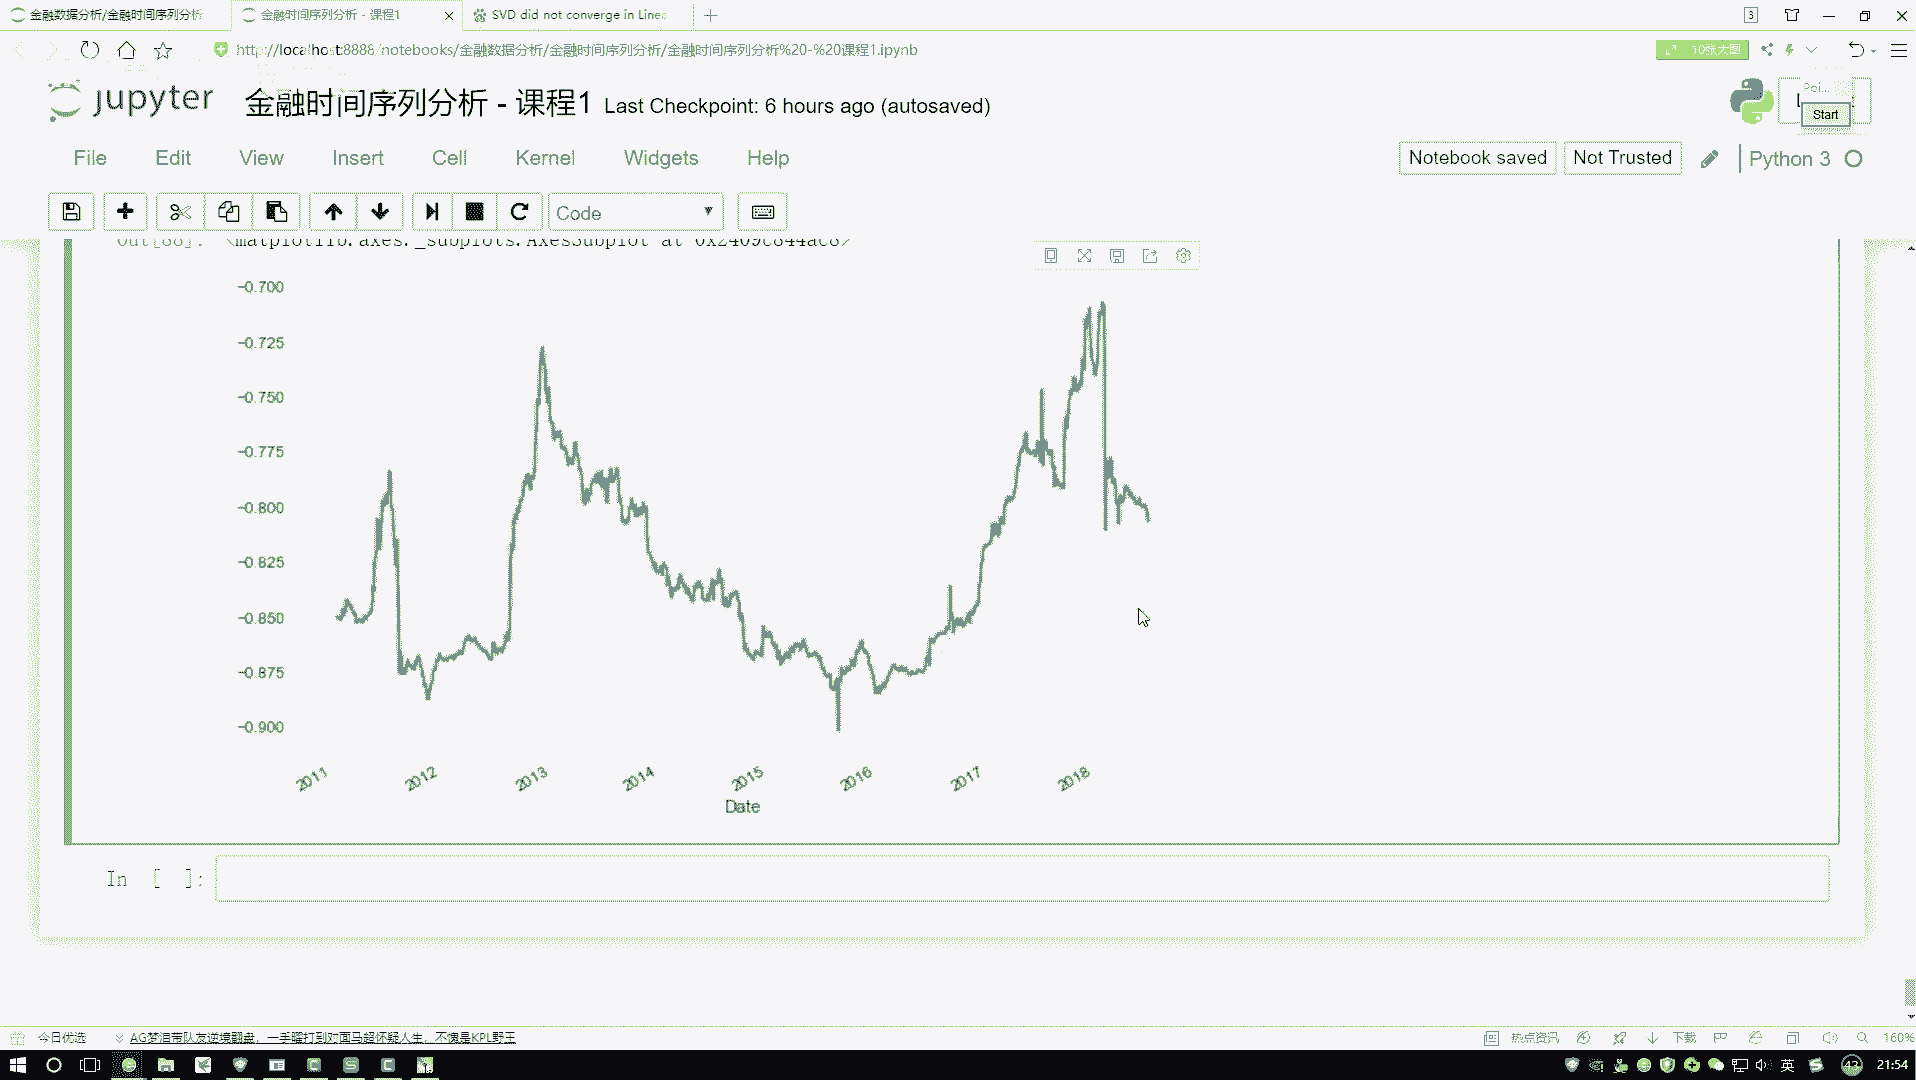 金融数据分析/金融时间序列分析
金融时间序列分析 - 课程1
SVD did not converge in Linea
3
http://localhost:8888/notebooks/金融数据分析/金融时间序列分析/金融时间序列分析%20-%20课程1.ipynb
10张大图
jupyter
金融时间序列分析 - 课程1 Last Checkpoint: 6 hours ago (autosaved)
Poi...
Start
File Edit View Insert Cell Kernel Widgets Help
Notebook saved
Not Trusted
Python 3
Code
Out[88]: <matplotlib.axes._subplots.AxesSubplot at 0x2409c844ac8>
−0.700
−0.725
−0.750
−0.775
−0.800
−0.825
−0.850
−0.875
−0.900
2011 2012 2013 2014 2015 2016 2017 2018
Date
In [ ]:
今日优选
AG梦泪带队友逆境翻盘，一手曜打到对面马超怀疑人生，不愧是KPL野王
热点资讯
下载
160%
英
43
21:54